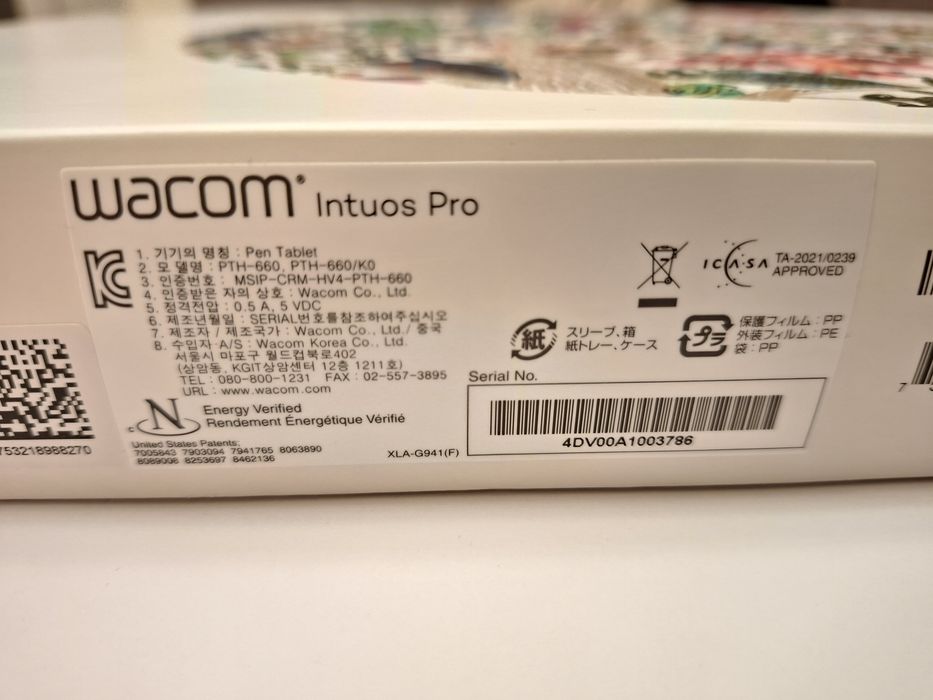 wacom® Intuos Pro
1. 기기의 명칭 : Pen Tablet
2. 모 델명 : PTH-660, PTH-660/K0
3. 인증번호 : MSIP-CRM-HV4-PTH-660
4. 인증받은 자의 상호 : Wacom Co., Ltd.
5. 정격전압 : 0.5 A, 5 VDC
6. 제조년월일 : SERIAL번호를참조하여주십시오
7. 제조자 / 제조국가 : Wacom Co., Ltd./ 중국
8. 수입자·A/S : Wacom Korea Co., Ltd.
서울시 마포구 월드컵북로402
(상암동, KGIT상암센터 12층 1211호)
TEL : 080-800-1231 FAX : 02-557-3895
URL : www.wacom.com
Energy Verified
Rendement Énergétique Vérifié
United States Patents:
7005843 7903094 7941765 8063890
8089008 8253697 8462136
XLA-G941(F)
ICASA
TA-2021/0239
APPROVED
紙
スリーブ、箱
紙トレー、ケース
プラ
保護フィルム : PP
外装フィルム : PE
袋 : PP
Serial No.
4DV00A1003786
753218988270
7